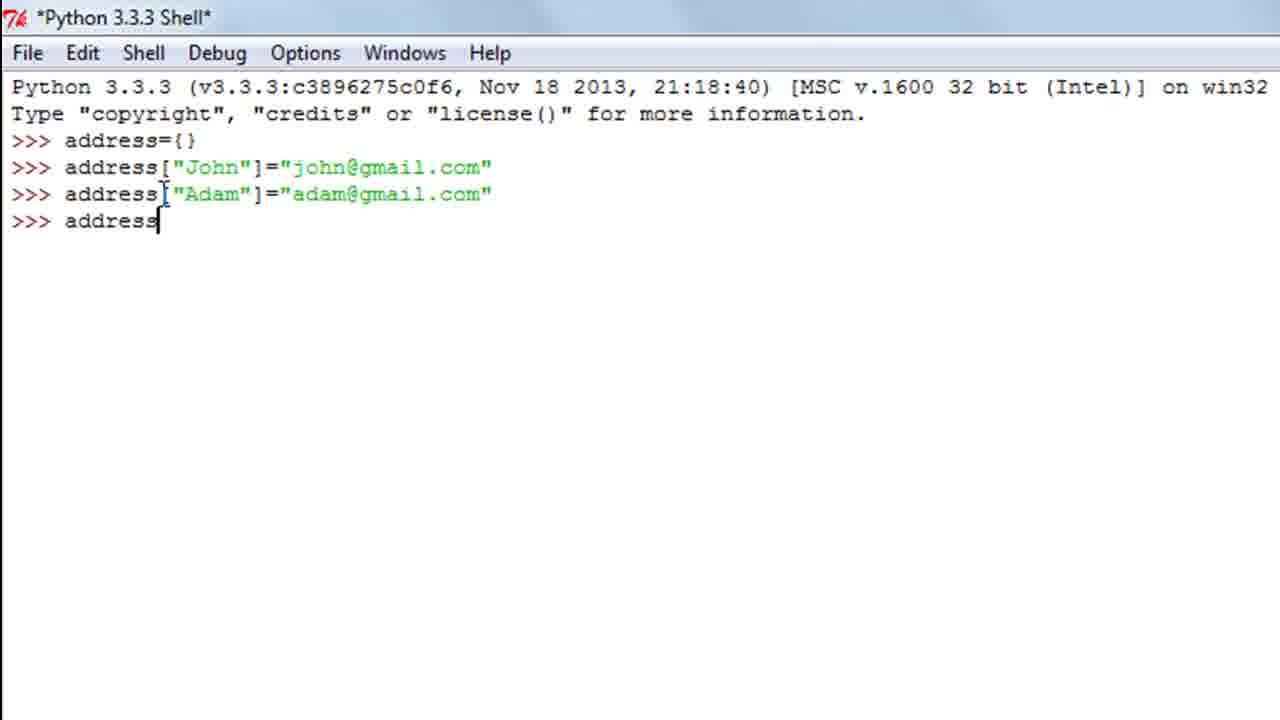 *Python 3.3.3 Shell*
File Edit Shell Debug Options Windows Help
Python 3.3.3 (v3.3.3:c3896275c0f6, Nov 18 2013, 21:18:40) [MSC v.1600 32 bit (Intel)] on win32
Type "copyright", "credits" or "license()" for more information.
>>> address={}
>>> address["John"]="john@gmail.com"
>>> address["Adam"]="adam@gmail.com"
>>> address